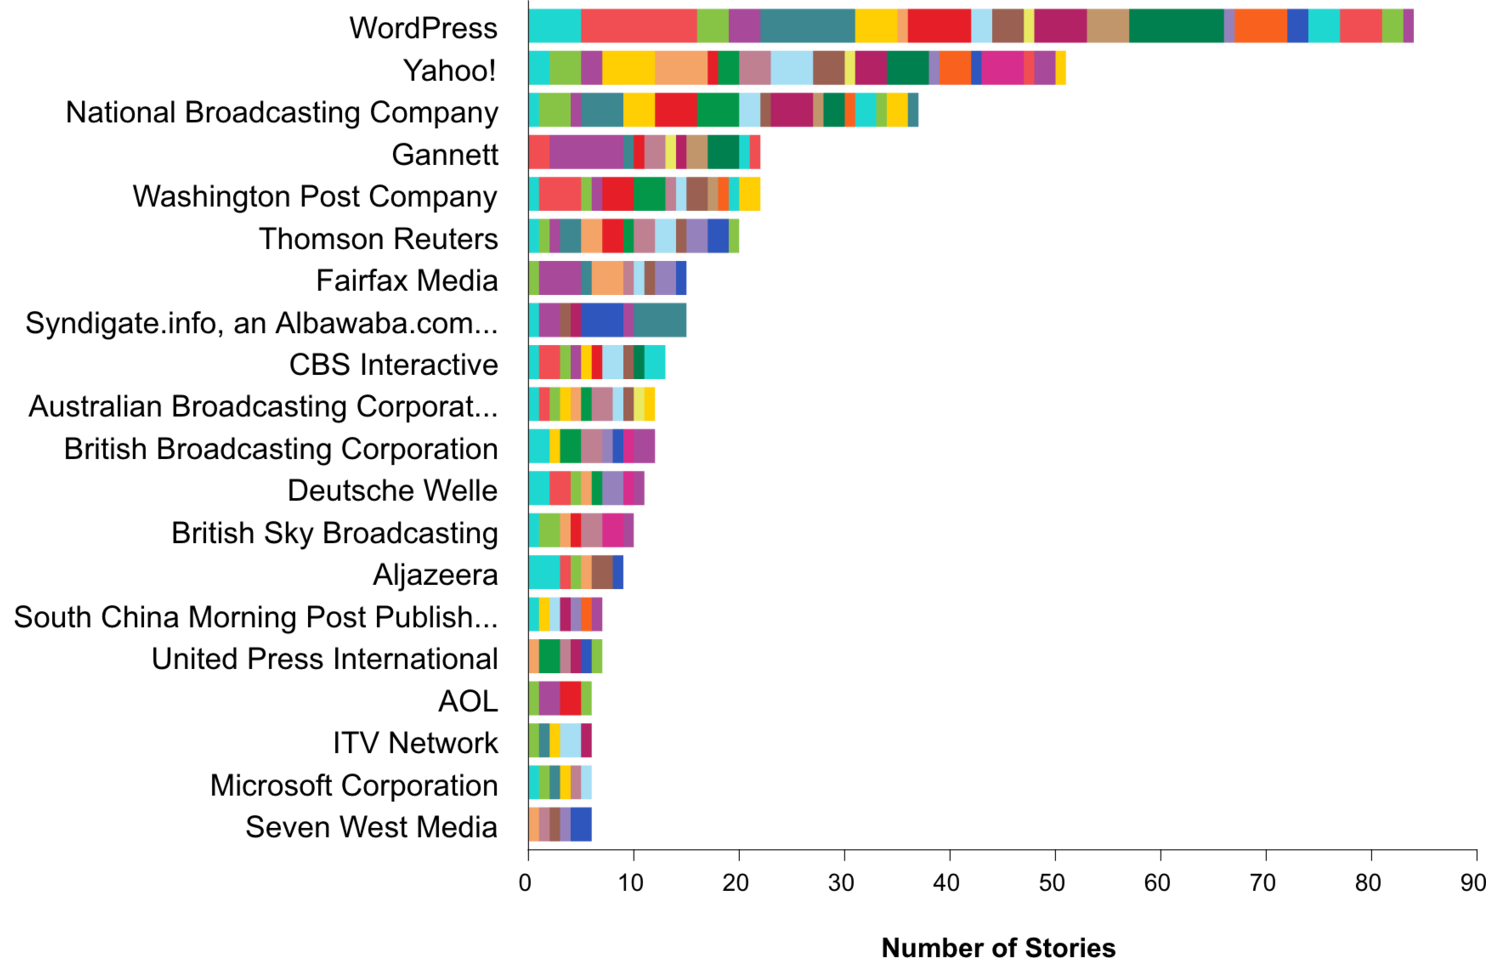 WordPress
Yahoo!
National Broadcasting Company
Gannett
Washington Post Company
Thomson Reuters
Fairfax Media
Syndigate.info, an Albawaba.com...
CBS Interactive
Australian Broadcasting Corporat...
British Broadcasting Corporation
Deutsche Welle
British Sky Broadcasting
Aljazeera
South China Morning Post Publish...
United Press International
AOL
ITV Network
Microsoft Corporation
Seven West Media
0 10 20 30 40 50 60 70 80 90
Number of Stories